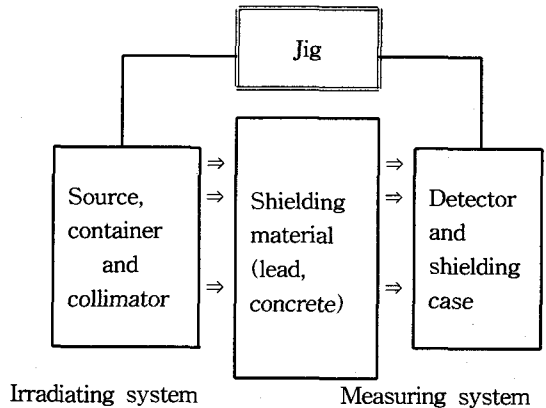 Jig
Source,
container
and
collimator
⇒
⇒
⇒
Shielding
material
(lead,
concrete)
⇒
⇒
⇒
Detector
and
shielding
case
Irradiating system
Measuring system